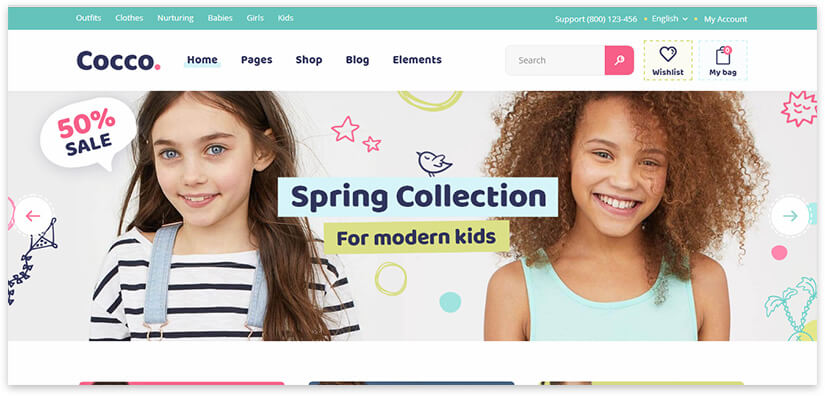 Outfits Clothes Nurturing Babies Girls Kids Support (800) 123-456 English My Account
Cocco. Home Pages Shop Blog Elements Search Wishlist My bag 0
50%
SALE
Spring Collection
For modern kids